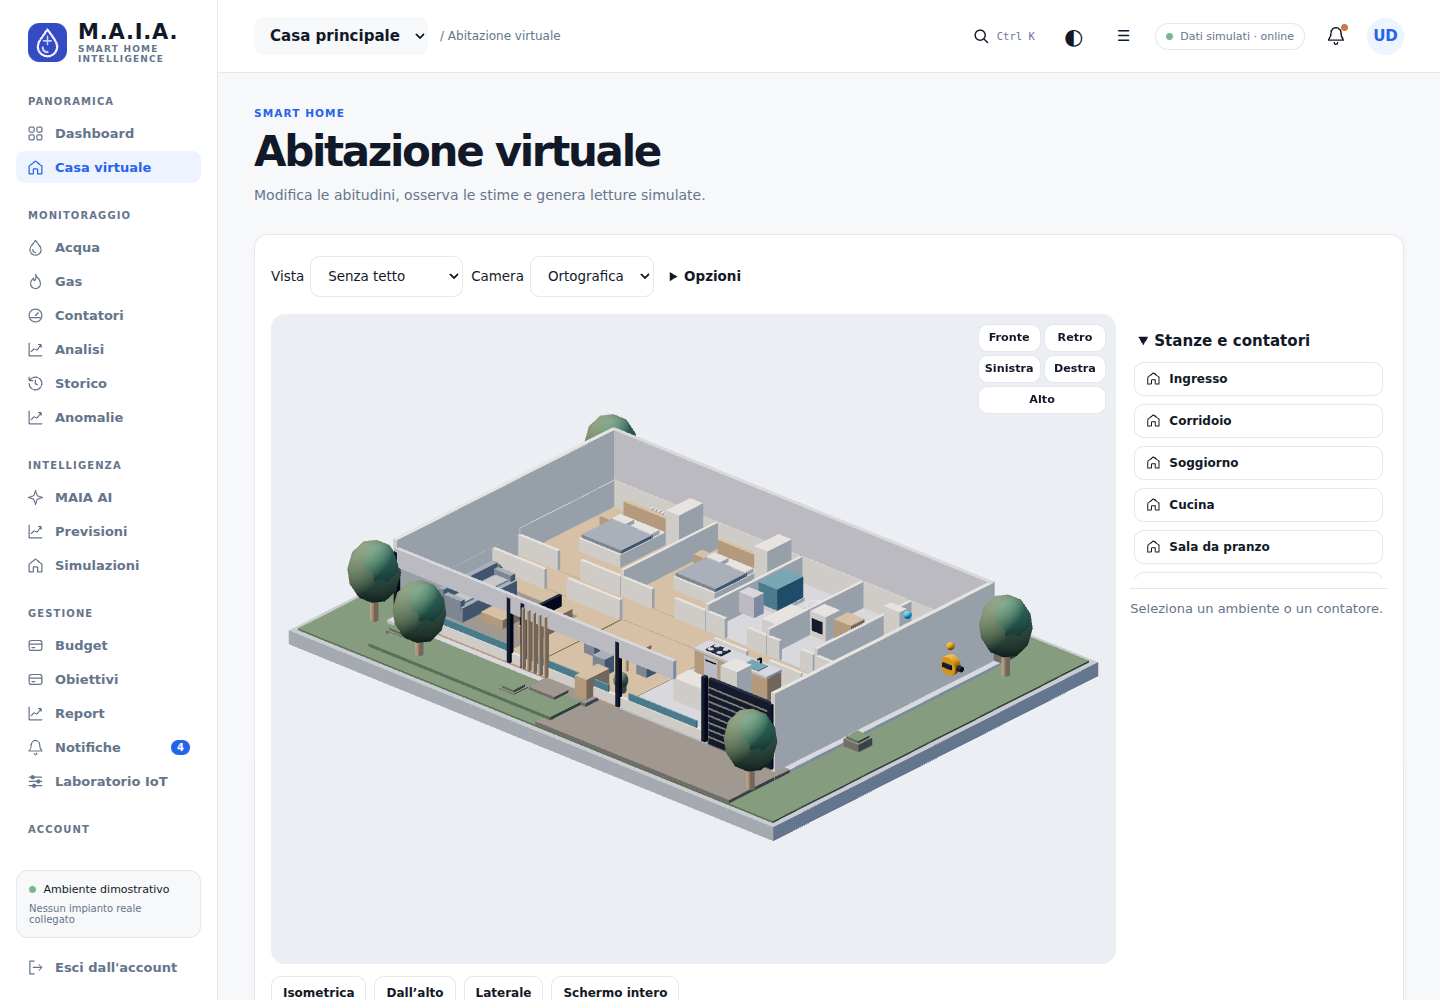 M.A.I.A.
SMART HOME
INTELLIGENCE
PANORAMICA
Dashboard
Casa virtuale
MONITORAGGIO
Acqua
Gas
Contatori
Analisi
Storico
Anomalie
INTELLIGENZA
MAIA AI
Previsioni
Simulazioni
GESTIONE
Budget
Obiettivi
Report
Notifiche 4
Laboratorio IoT
ACCOUNT
Ambiente dimostrativo
Nessun impianto reale
collegato
Esci dall'account
Casa principale / Abitazione virtuale
Ctrl K
Dati simulati · online
UD
SMART HOME
Abitazione virtuale
Modifica le abitudini, osserva le stime e genera letture simulate.
Vista Senza tetto Camera Ortografica Opzioni
Fronte Retro
Sinistra Destra
Alto
Stanze e contatori
Ingresso
Corridoio
Soggiorno
Cucina
Sala da pranzo
Seleziona un ambiente o un contatore.
Isometrica Dall’alto Laterale Schermo intero